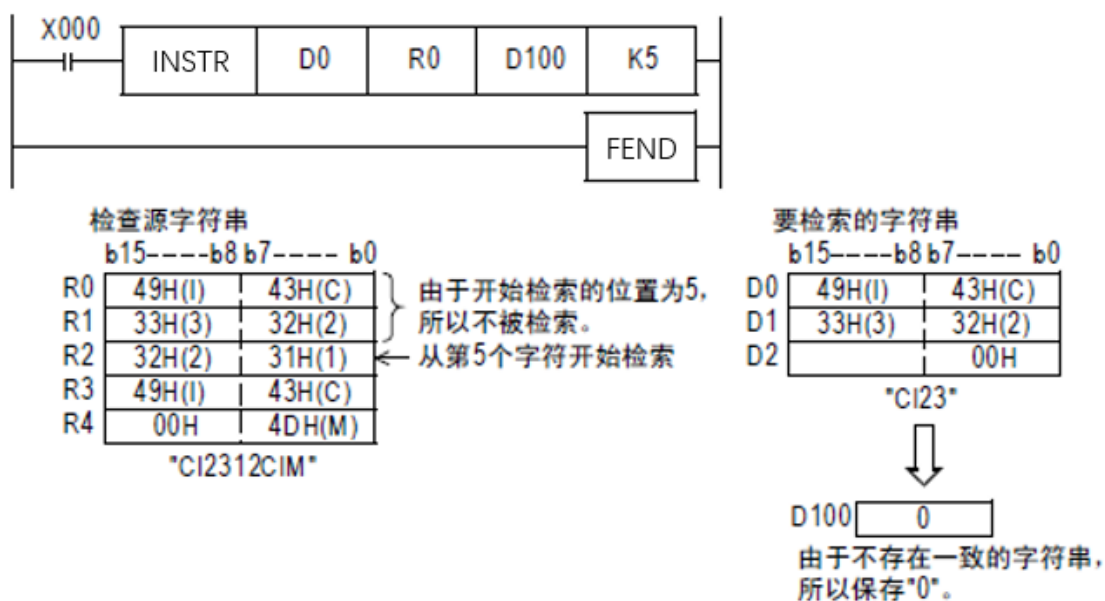 X000
INSTR D0 R0 D100 K5
FEND
检查源字符串
b15----b8 b7---- b0
R0 49H(I) 43H(C)
R1 33H(3) 32H(2)
R2 32H(2) 31H(1)
R3 49H(I) 43H(C)
R4 00H 4DH(M)
"CI2312CIM"
由于开始检索的位置为5,
所以不被检索。
从第5个字符开始检索
要检索的字符串
b15----b8 b7---- b0
D0 49H(I) 43H(C)
D1 33H(3) 32H(2)
D2 00H
"CI23"
D100 0
由于不存在一致的字符串,
所以保存"0"。